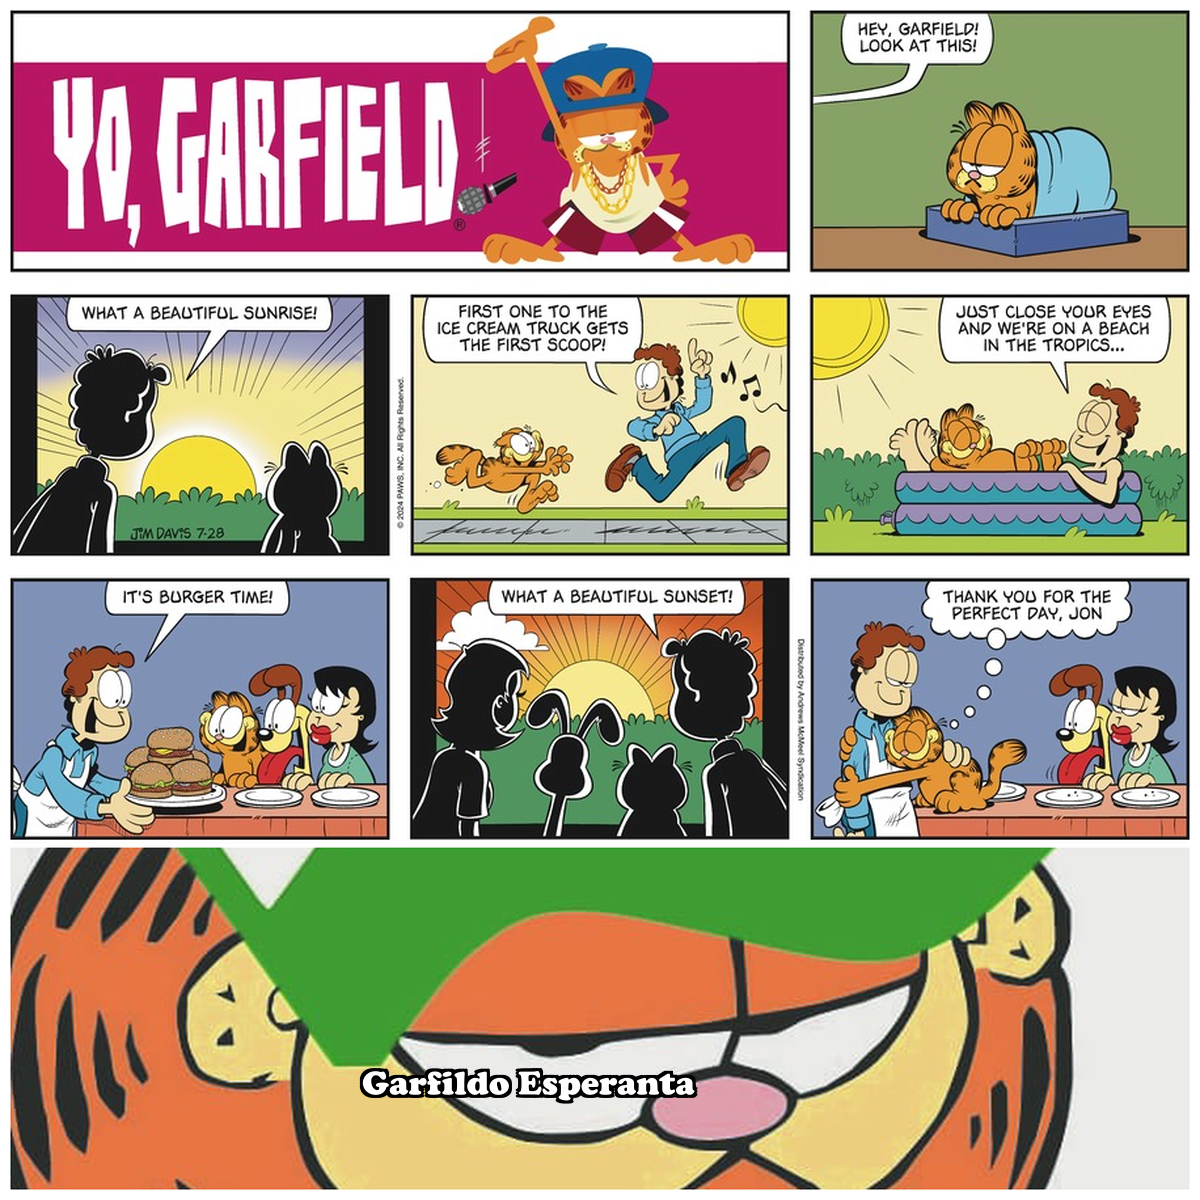 YO, GARFIELD
®
HEY, GARFIELD!
LOOK AT THIS!
WHAT A BEAUTIFUL SUNRISE!
JIM DAVIS 7-28
© 2024 PAWS, INC. All Rights Reserved.
FIRST ONE TO THE
ICE CREAM TRUCK GETS
THE FIRST SCOOP!
JUST CLOSE YOUR EYES
AND WE'RE ON A BEACH
IN THE TROPICS...
IT'S BURGER TIME!
WHAT A BEAUTIFUL SUNSET!
Distributed by Andrews McMeel Syndication
THANK YOU FOR THE
PERFECT DAY, JON
Garfildo Esperanta